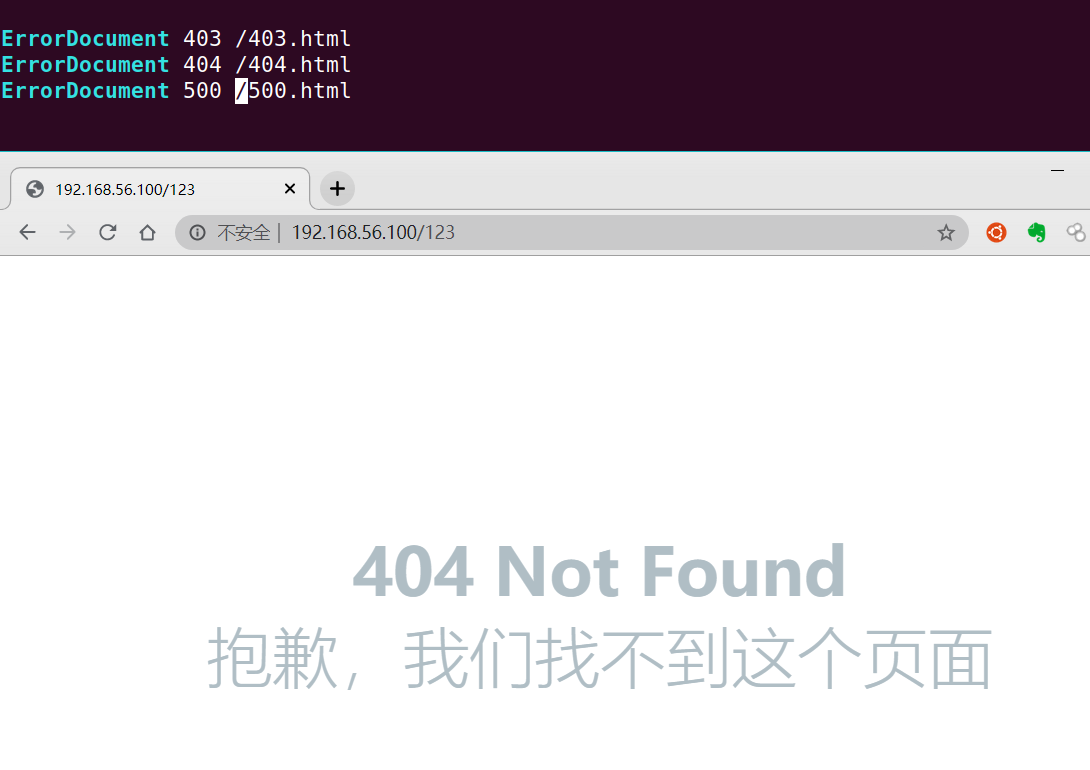 ErrorDocument 403 /403.html
ErrorDocument 404 /404.html
ErrorDocument 500 /500.html
192.168.56.100/123
不安全 | 192.168.56.100/123
404 Not Found
抱歉，我们找不到这个页面